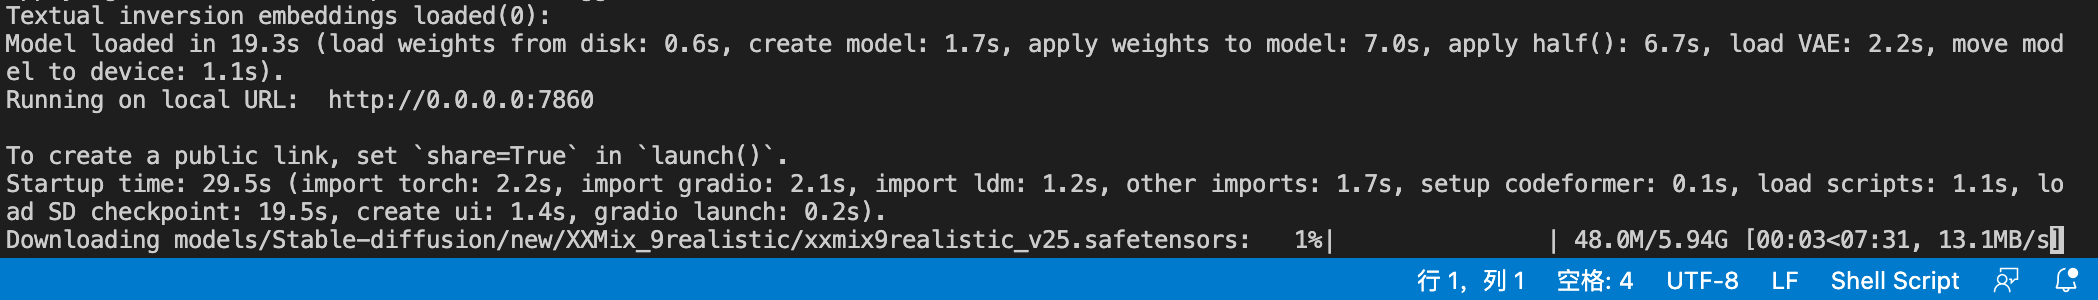 Textual inversion embeddings loaded(0):
Model loaded in 19.3s (load weights from disk: 0.6s, create model: 1.7s, apply weights to model: 7.0s, apply half(): 6.7s, load VAE: 2.2s, move mod
el to device: 1.1s).
Running on local URL:  http://0.0.0.0:7860
To create a public link, set `share=True` in `launch()`.
Startup time: 29.5s (import torch: 2.2s, import gradio: 2.1s, import ldm: 1.2s, other imports: 1.7s, setup codeformer: 0.1s, load scripts: 1.1s, lo
ad SD checkpoint: 19.5s, create ui: 1.4s, gradio launch: 0.2s).
Downloading models/Stable-diffusion/new/XXMix_9realistic/xxmix9realistic_v25.safetensors:   1%|          | 48.0M/5.94G [00:03<07:31, 13.1MB/s]
行 1，列 1 空格: 4 UTF-8 LF Shell Script